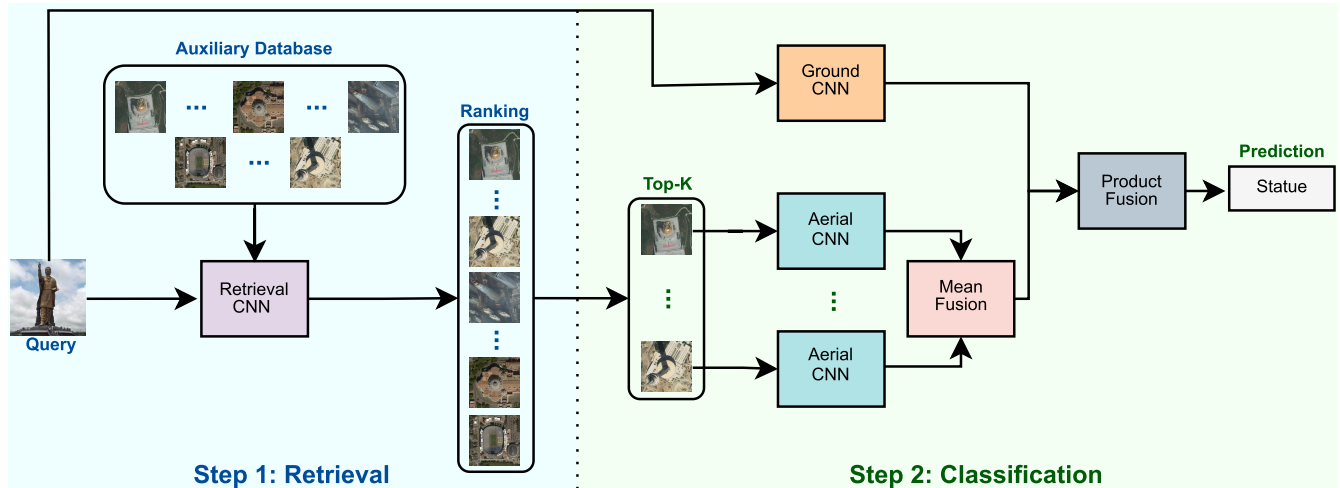 Auxiliary Database
...
...
...
Query
Retrieval
CNN
Ranking
Step 1: Retrieval
Ground
CNN
Top-K
Aerial
CNN
Aerial
CNN
Mean
Fusion
Product
Fusion
Prediction
Statue
Step 2: Classification